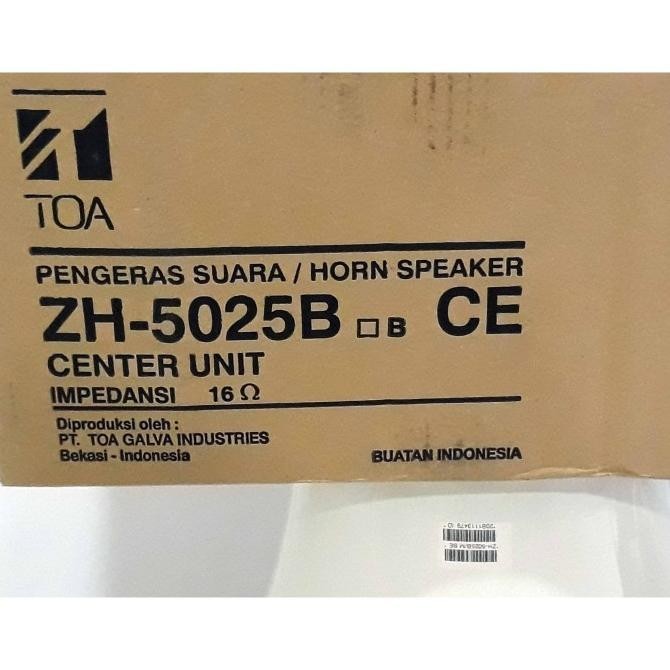 TOA
PENGERAS SUARA / HORN SPEAKER
ZH-5025B □ B CE
CENTER UNIT
IMPEDANSI 16 Ω
Diproduksi oleh :
PT. TOA GALVA INDUSTRIES
Bekasi - Indonesia
BUATAN INDONESIA